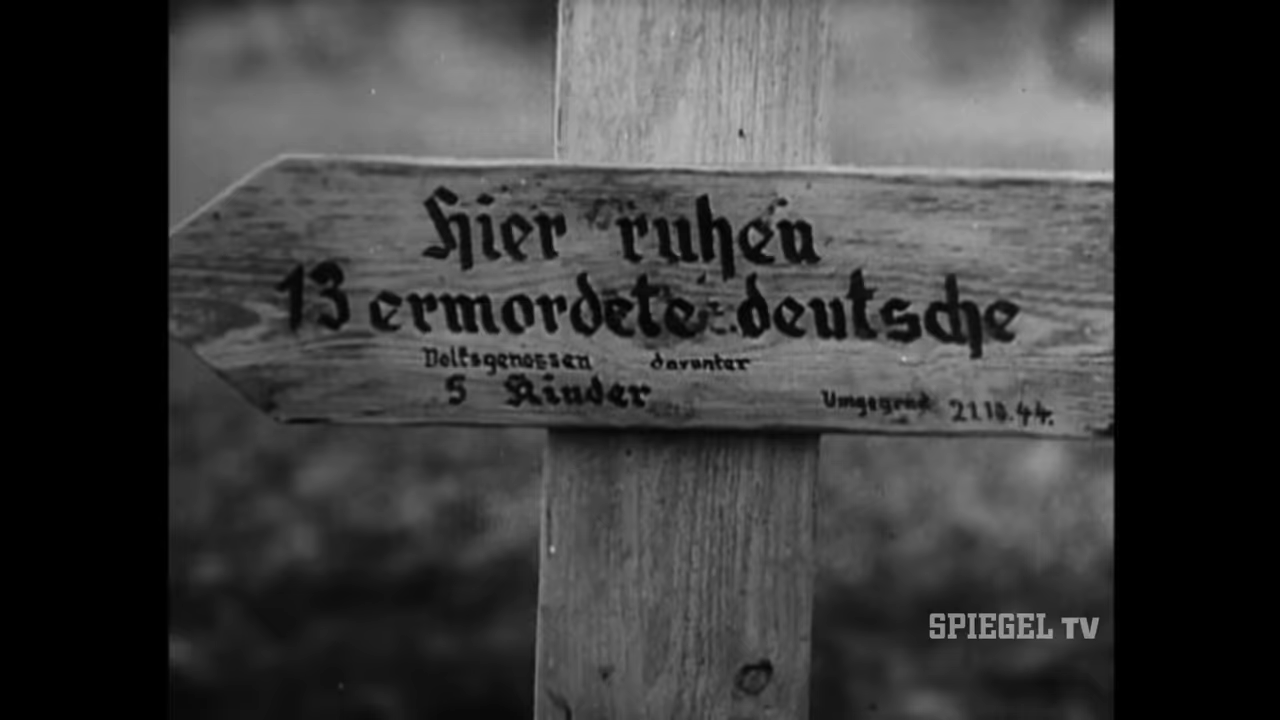 Hier ruhen
13 ermordete deutsche
Volksgenossen darunter
5 Kinder
21.10.44.
SPIEGEL TV